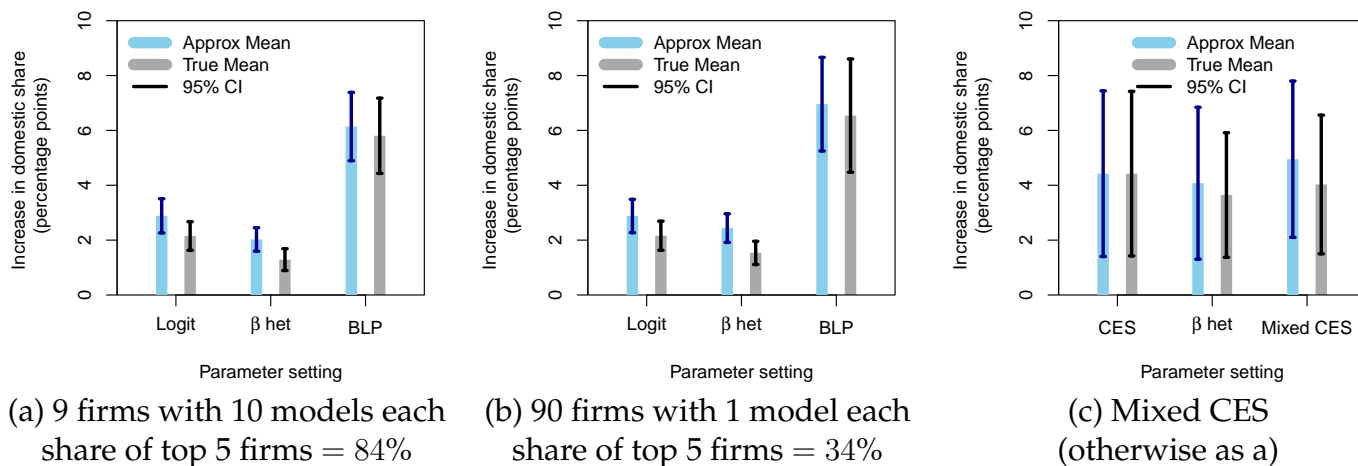 Increase in domestic share
(percentage points)
10
8
6
4
2
0
Approx Mean
True Mean
95% CI
Logit
β het
BLP
Parameter setting
(a) 9 firms with 10 models each
share of top 5 firms = 84%
Increase in domestic share
(percentage points)
10
8
6
4
2
0
Approx Mean
True Mean
95% CI
Logit
β het
BLP
Parameter setting
(b) 90 firms with 1 model each
share of top 5 firms = 34%
Increase in domestic share
(percentage points)
10
8
6
4
2
0
Approx Mean
True Mean
95% CI
CES
β het
Mixed CES
Parameter setting
(c) Mixed CES
(otherwise as a)